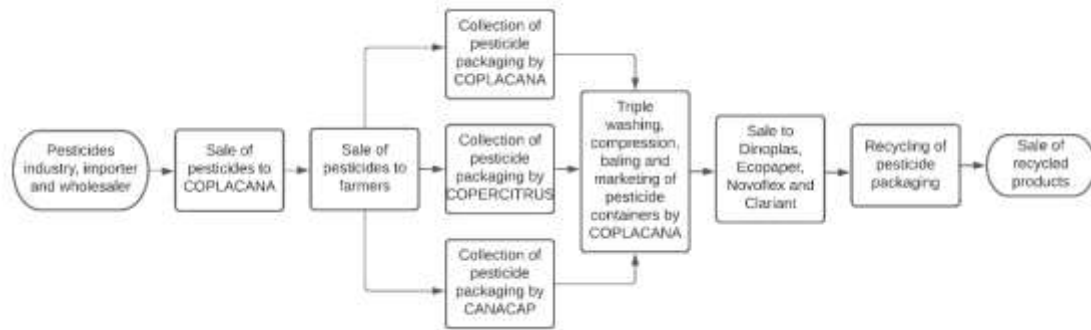 Pesticides
industry, importer
and wholesaler
Sale of
pesticides to
COPLACANA
Sale of
pesticides to
farmers
Collection of
pesticide
packaging by
COPLACANA
Collection of
pesticide
packaging by
COPERCITRUS
Collection of
pesticide
packaging by
CANACAP
Triple
washing,
compression,
baling and
marketing of
pesticide
containers by
COPLACANA
Sale to
Dinoplas,
Ecopaper,
Novoflex and
Clariant
Recycling of
pesticide
packaging
Sale of
recycled
products